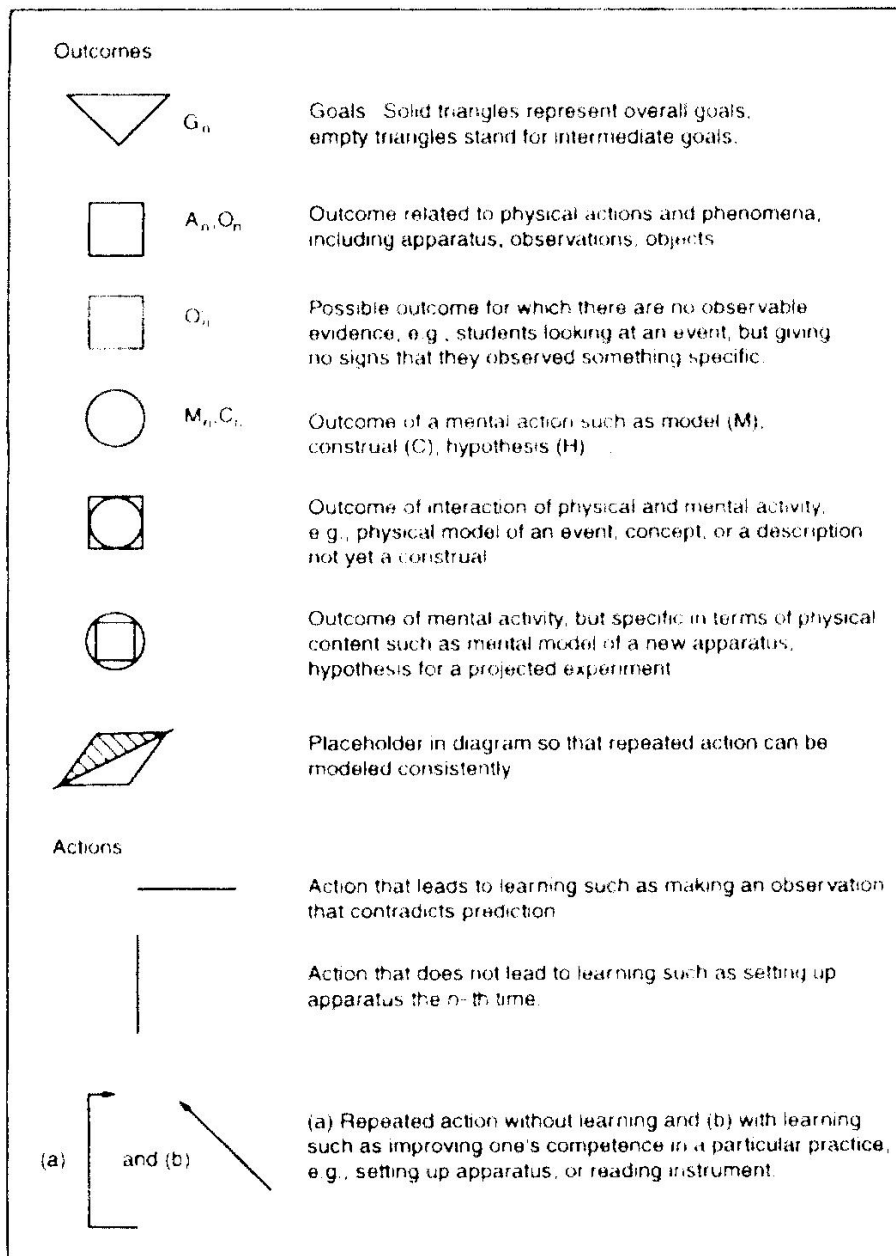 Outcomes
G_n
Goals Solid triangles represent overall goals,
empty triangles stand for intermediate goals.
A_n,O_n
Outcome related to physical actions and phenomena,
including apparatus, observations, objects
O_n
Possible outcome for which there are no observable
evidence, e.g., students looking at an event, but giving
no signs that they observed something specific.
M_n,C_n
Outcome of a mental action such as model (M),
construal (C), hypothesis (H)
Outcome of interaction of physical and mental activity,
e.g., physical model of an event, concept, or a description
not yet a construal
Outcome of mental activity, but specific in terms of physical
content such as mental model of a new apparatus,
hypothesis for a projected experiment
Placeholder in diagram so that repeated action can be
modeled consistently
Actions
Action that leads to learning such as making an observation
that contradicts prediction
Action that does not lead to learning such as setting up
apparatus the n-th time.
(a) and (b)
(a) Repeated action without learning and (b) with learning
such as improving one's competence in a particular practice,
e.g., setting up apparatus, or reading instrument.